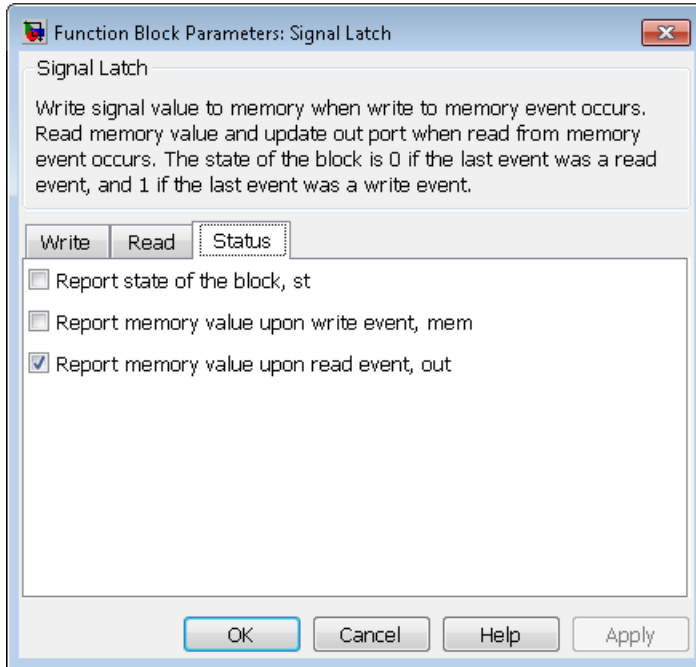 Function Block Parameters: Signal Latch
Signal Latch
Write signal value to memory when write to memory event occurs.
Read memory value and update out port when read from memory
event occurs. The state of the block is 0 if the last event was a read
event, and 1 if the last event was a write event.
Write Read Status
Report state of the block, st
Report memory value upon write event, mem
Report memory value upon read event, out
OK Cancel Help Apply